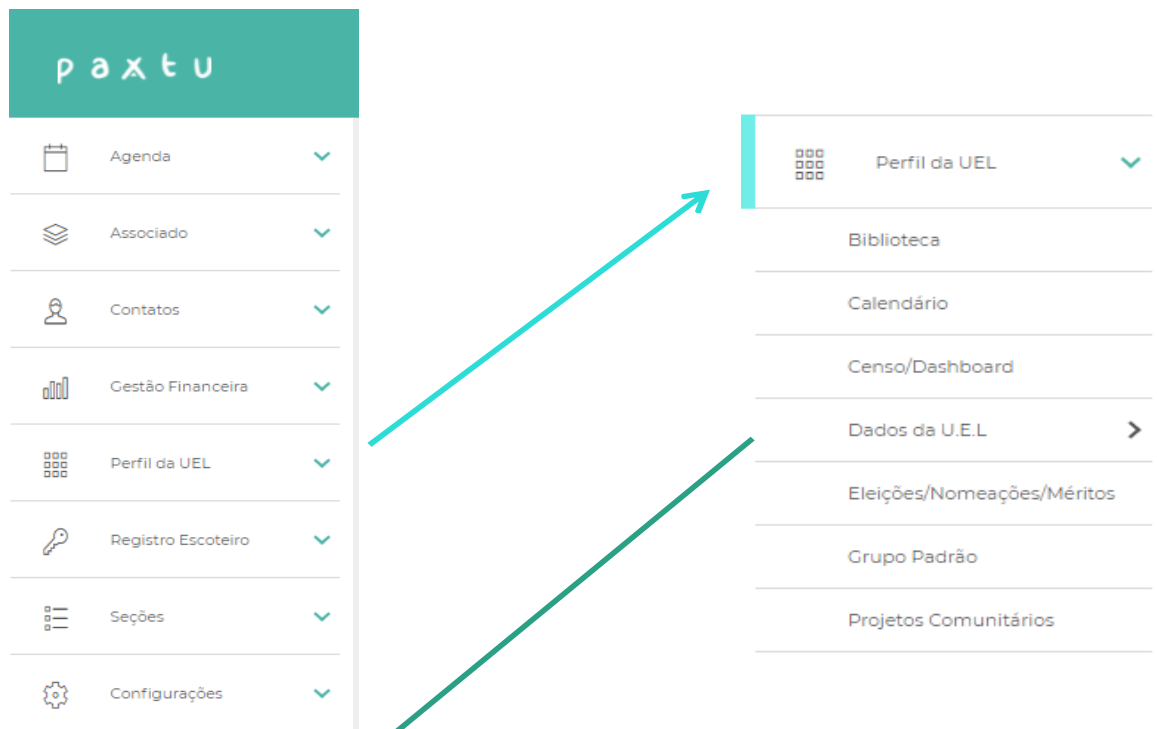 paxtu
Agenda
Associado
Contatos
Gestão Financeira
Perfil da UEL
Registro Escoteiro
Seções
Configurações
Perfil da UEL
Biblioteca
Calendário
Censo/Dashboard
Dados da U.E.L
Eleições/Nomeações/Méritos
Grupo Padrão
Projetos Comunitários